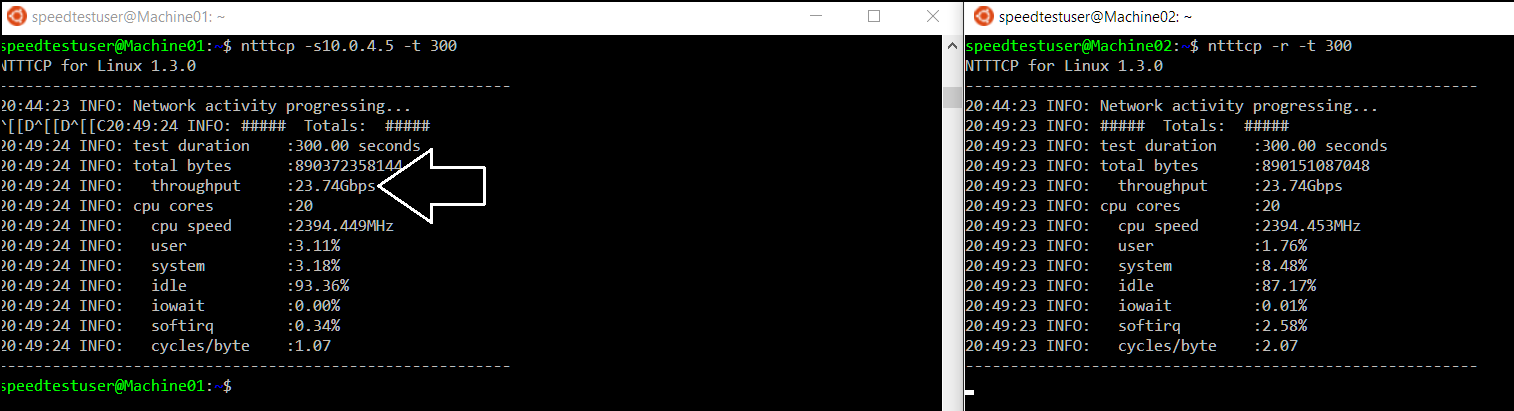 speedtestuser@Machine01: ~
speedtestuser@Machine01:~$ ntttcp -s10.0.4.5 -t 300
NTTTCP for Linux 1.3.0
---------------------------------------------------------
20:44:23 INFO: Network activity progressing...
^[[D^[[D^[[C20:49:24 INFO: ##### Totals: #####
20:49:24 INFO: test duration :300.00 seconds
20:49:24 INFO: total bytes :890372358144
20:49:24 INFO: throughput :23.74Gbps
20:49:24 INFO: cpu cores :20
20:49:24 INFO: cpu speed :2394.449MHz
20:49:24 INFO: user :3.11%
20:49:24 INFO: system :3.18%
20:49:24 INFO: idle :93.36%
20:49:24 INFO: iowait :0.00%
20:49:24 INFO: softirq :0.34%
20:49:24 INFO: cycles/byte :1.07
---------------------------------------------------------
speedtestuser@Machine01:~$
speedtestuser@Machine02: ~
speedtestuser@Machine02:~$ ntttcp -r -t 300
NTTTCP for Linux 1.3.0
---------------------------------------------------------
20:44:23 INFO: Network activity progressing...
20:49:23 INFO: ##### Totals: #####
20:49:23 INFO: test duration :300.00 seconds
20:49:23 INFO: total bytes :890151087048
20:49:23 INFO: throughput :23.74Gbps
20:49:23 INFO: cpu cores :20
20:49:23 INFO: cpu speed :2394.453MHz
20:49:23 INFO: user :1.76%
20:49:23 INFO: system :8.48%
20:49:23 INFO: idle :87.17%
20:49:23 INFO: iowait :0.01%
20:49:23 INFO: softirq :2.58%
20:49:23 INFO: cycles/byte :2.07
---------------------------------------------------------